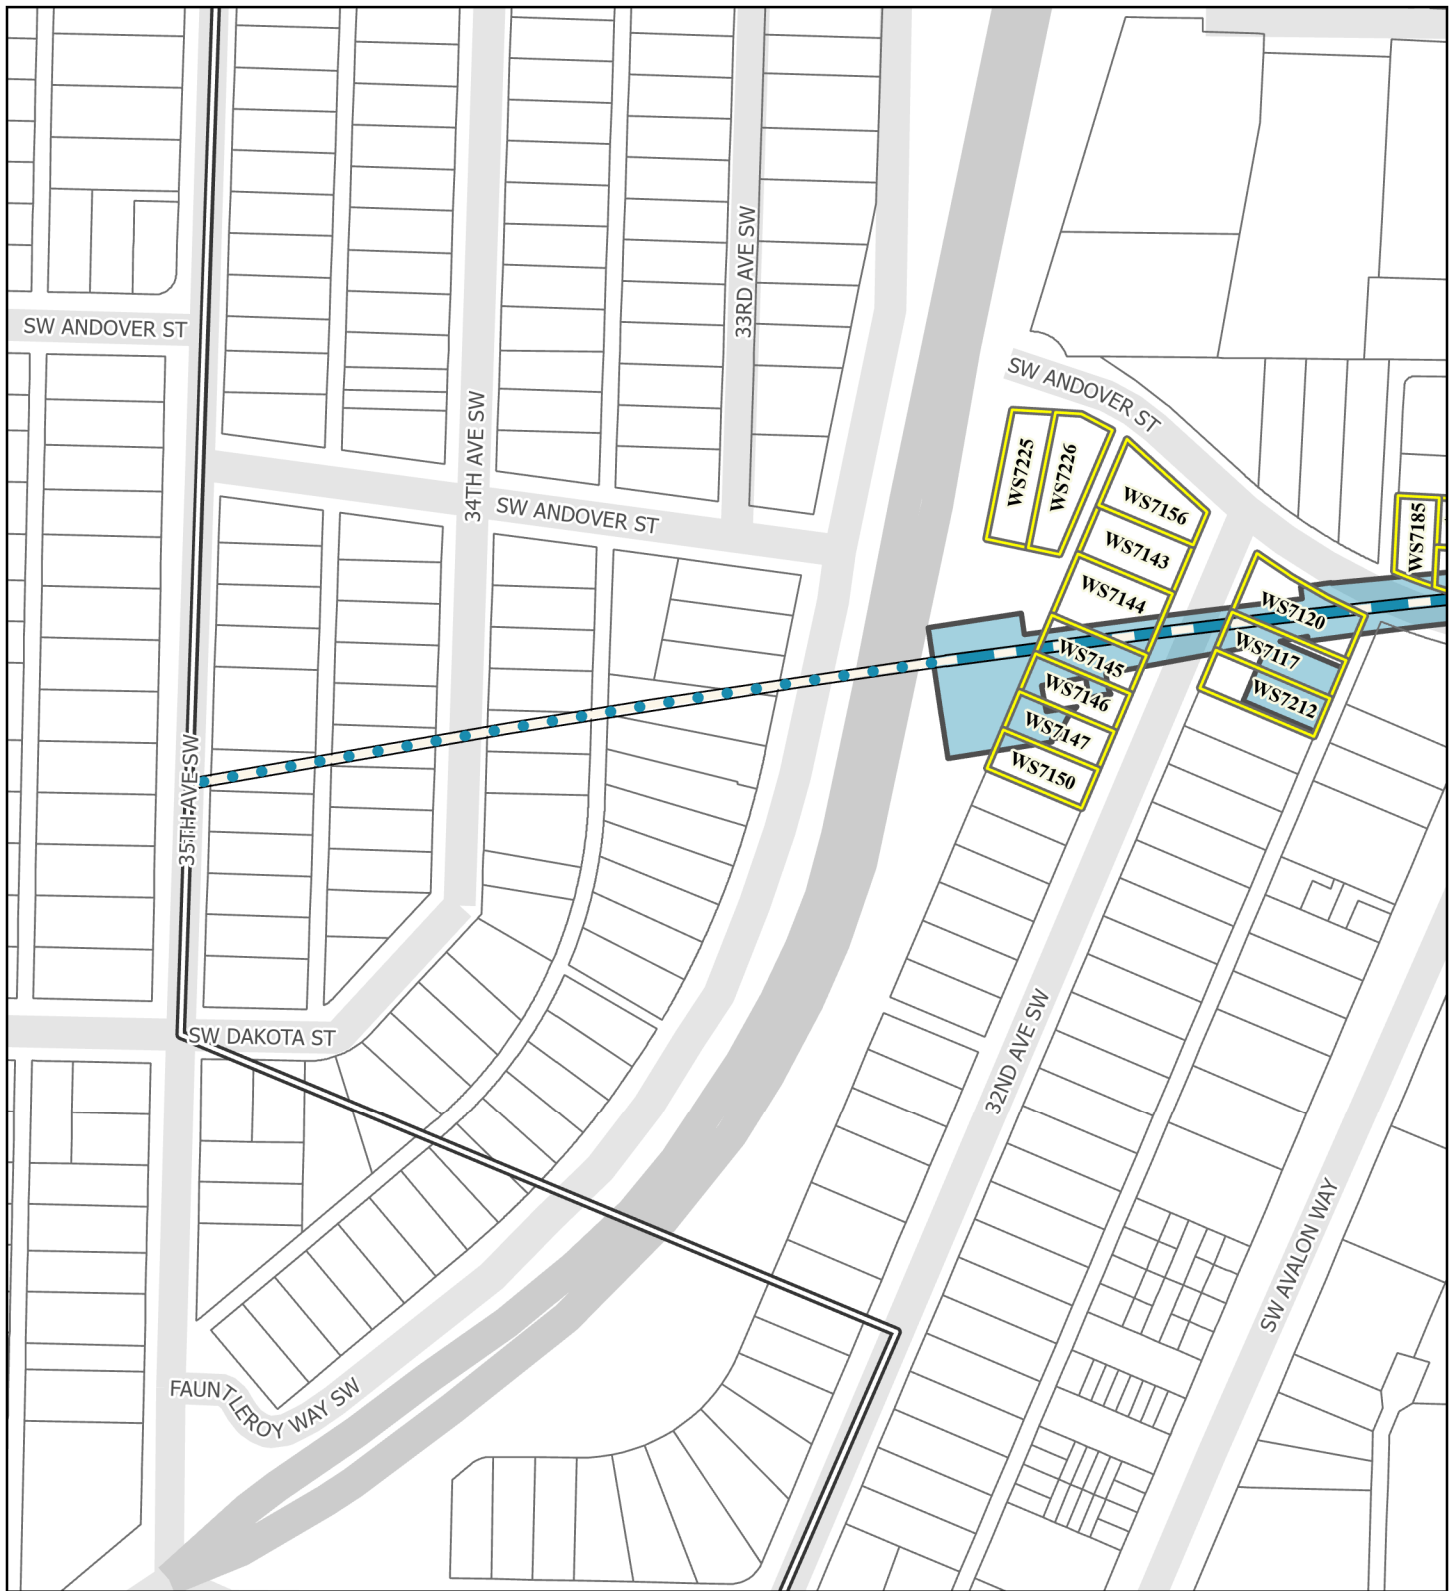 33RD AVE SW
SW ANDOVER ST
SW ANDOVER ST
34TH AVE SW
SW ANDOVER ST
WS7225
WS7226
WS7156
WS7143
WS7144
WS7145
WS7146
WS7147
WS7150
WS7120
WS7117
WS7212
WS7185
35TH AVE SW
SW DAKOTA ST
32ND AVE SW
SW AVALON WAY
FAUNTLEROY WAY SW